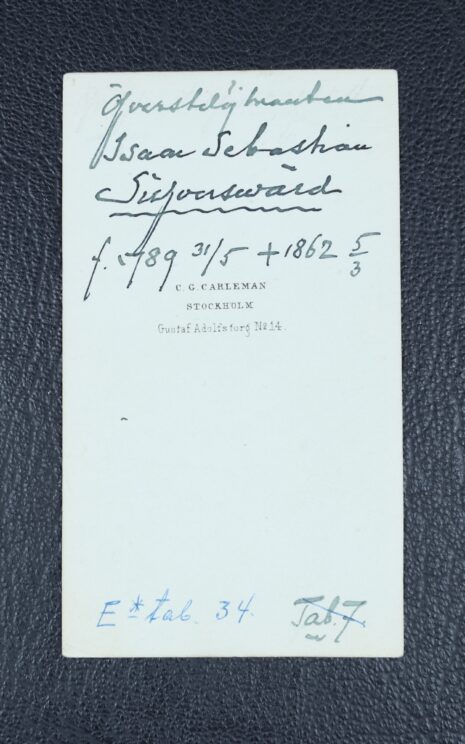 Öfverstelöjtnanten
Isaac Sebastian
Silfverswärd
f. 1789 31/5 + 1862 5/3
C. G. CARLEMAN
STOCKHOLM
Gustaf Adolfs torg No 14.
E* tab. 34.
Tab. 7.